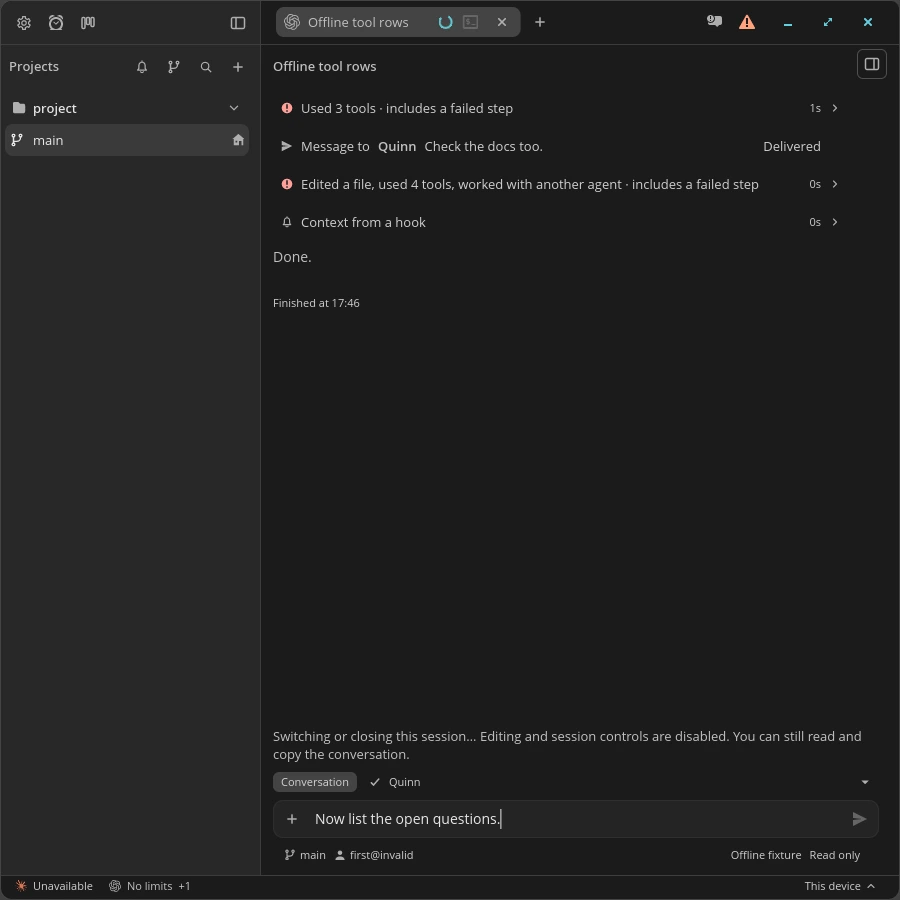 Offline tool rows
Projects
Offline tool rows
project
main
Used 3 tools · includes a failed step 1s
Message to Quinn Check the docs too. Delivered
Edited a file, used 4 tools, worked with another agent · includes a failed step 0s
Context from a hook 0s
Done.
Finished at 17:46
Switching or closing this session... Editing and session controls are disabled. You can still read and
copy the conversation.
Conversation Quinn
Now list the open questions.
main first@invalid Offline fixture Read only
Unavailable No limits +1 This device